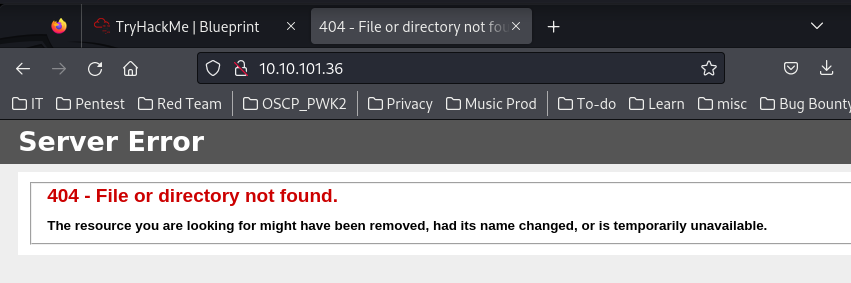 TryHackMe | Blueprint
404 - File or directory not fou
10.10.101.36
IT Pentest Red Team OSCP_PWK2 Privacy Music Prod To-do Learn misc Bug Bounty
Server Error
404 - File or directory not found.
The resource you are looking for might have been removed, had its name changed, or is temporarily unavailable.